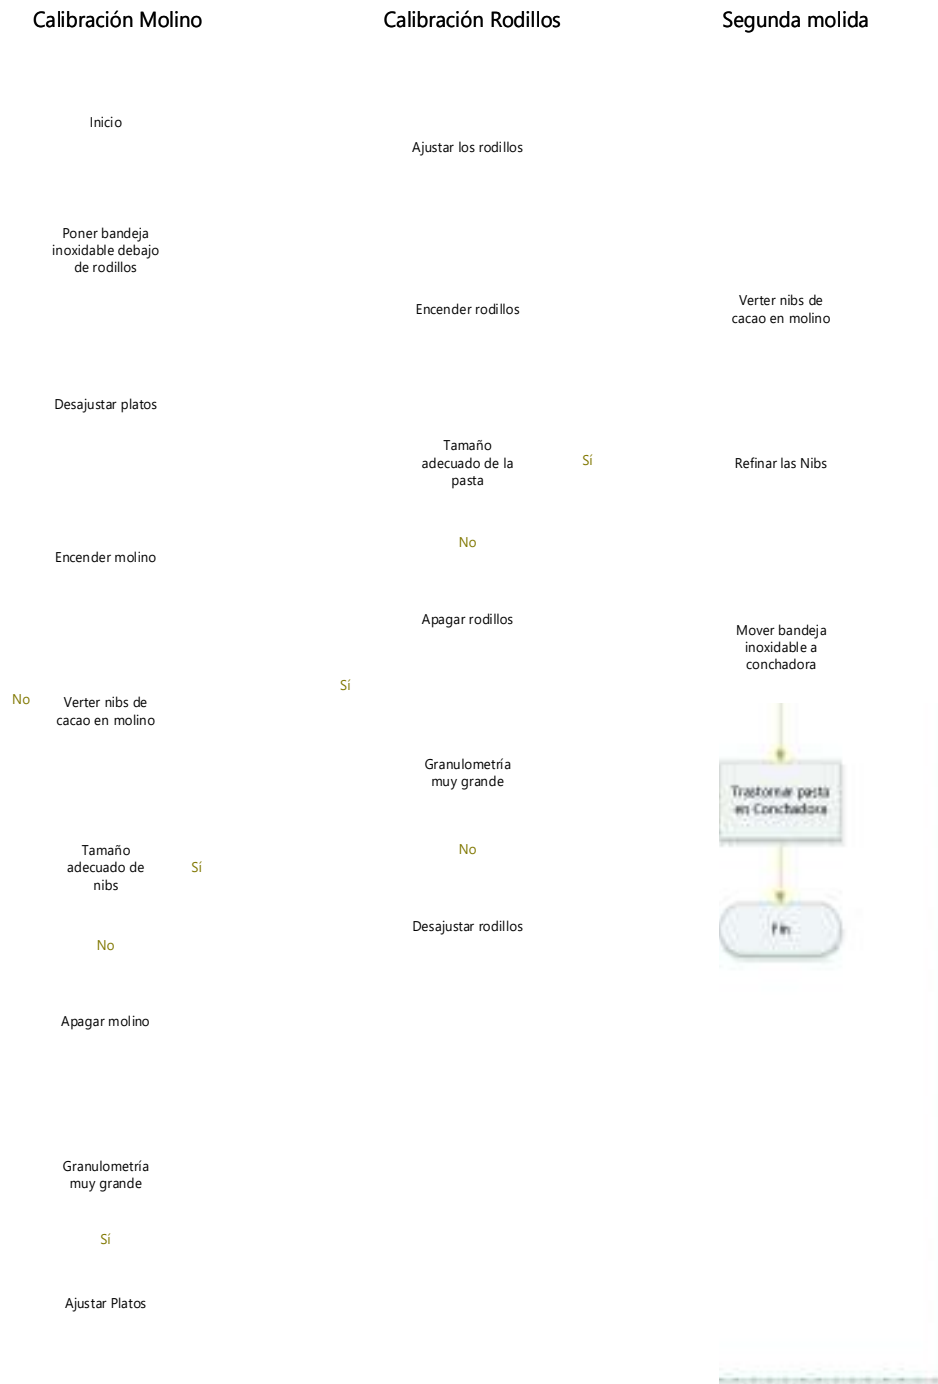 Calibración Molino
Inicio
Poner bandeja
inoxidable debajo
de rodillos
Desajustar platos
Encender molino
No
Verter nibs de
cacao en molino
Tamaño
adecuado de
nibs
Sí
No
Apagar molino
Granulometría
muy grande
Sí
Ajustar Platos
Calibración Rodillos
Ajustar los rodillos
Encender rodillos
Tamaño
adecuado de la
pasta
Sí
No
Apagar rodillos
Sí
Granulometría
muy grande
No
Desajustar rodillos
Segunda molida
Verter nibs de
cacao en molino
Refinar las Nibs
Mover bandeja
inoxidable a
conchadora
Trastornar pasta
en Conchadora
Fin